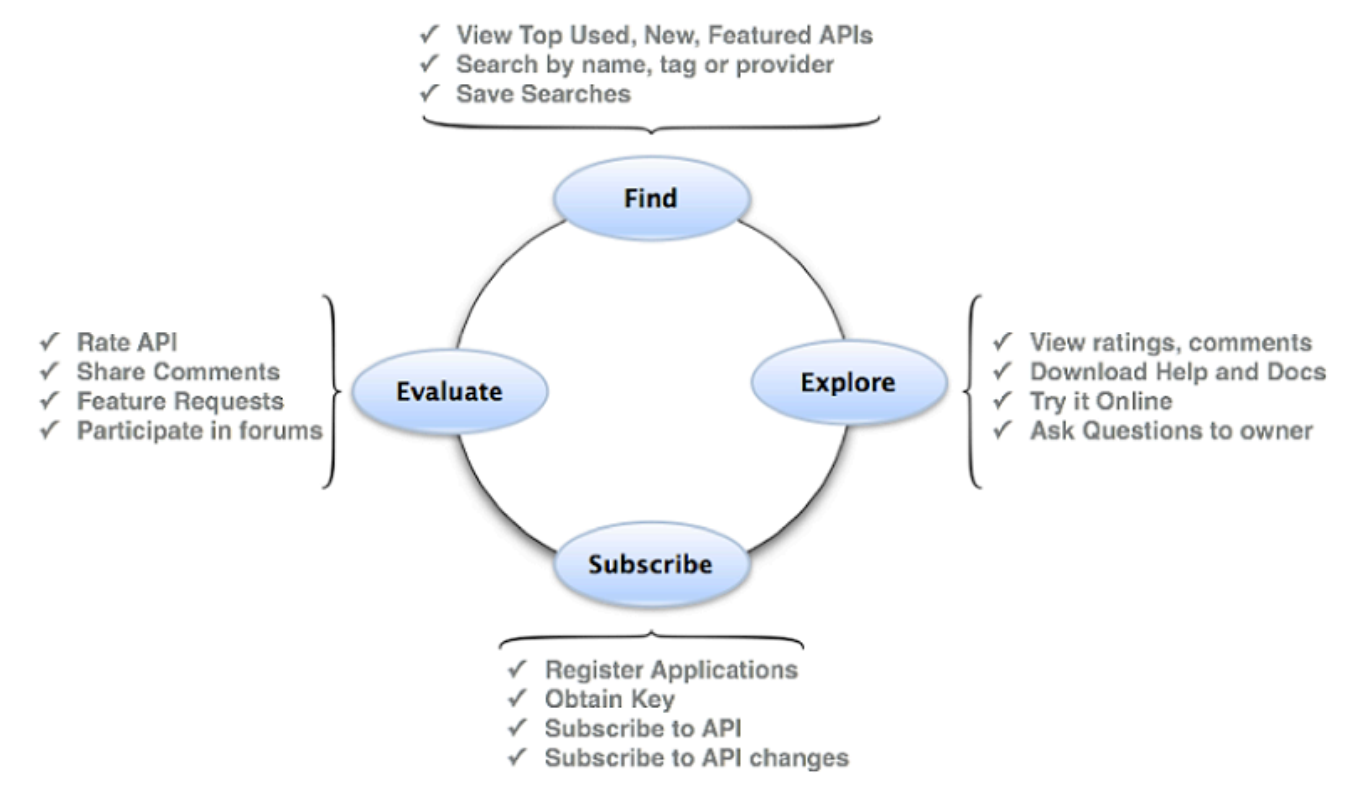 ✓ View Top Used, New, Featured APIs
✓ Search by name, tag or provider
✓ Save Searches
Find
✓ Rate API
✓ Share Comments
✓ Feature Requests
✓ Participate in forums
Evaluate
Explore
✓ View ratings, comments
✓ Download Help and Docs
✓ Try it Online
✓ Ask Questions to owner
Subscribe
✓ Register Applications
✓ Obtain Key
✓ Subscribe to API
✓ Subscribe to API changes